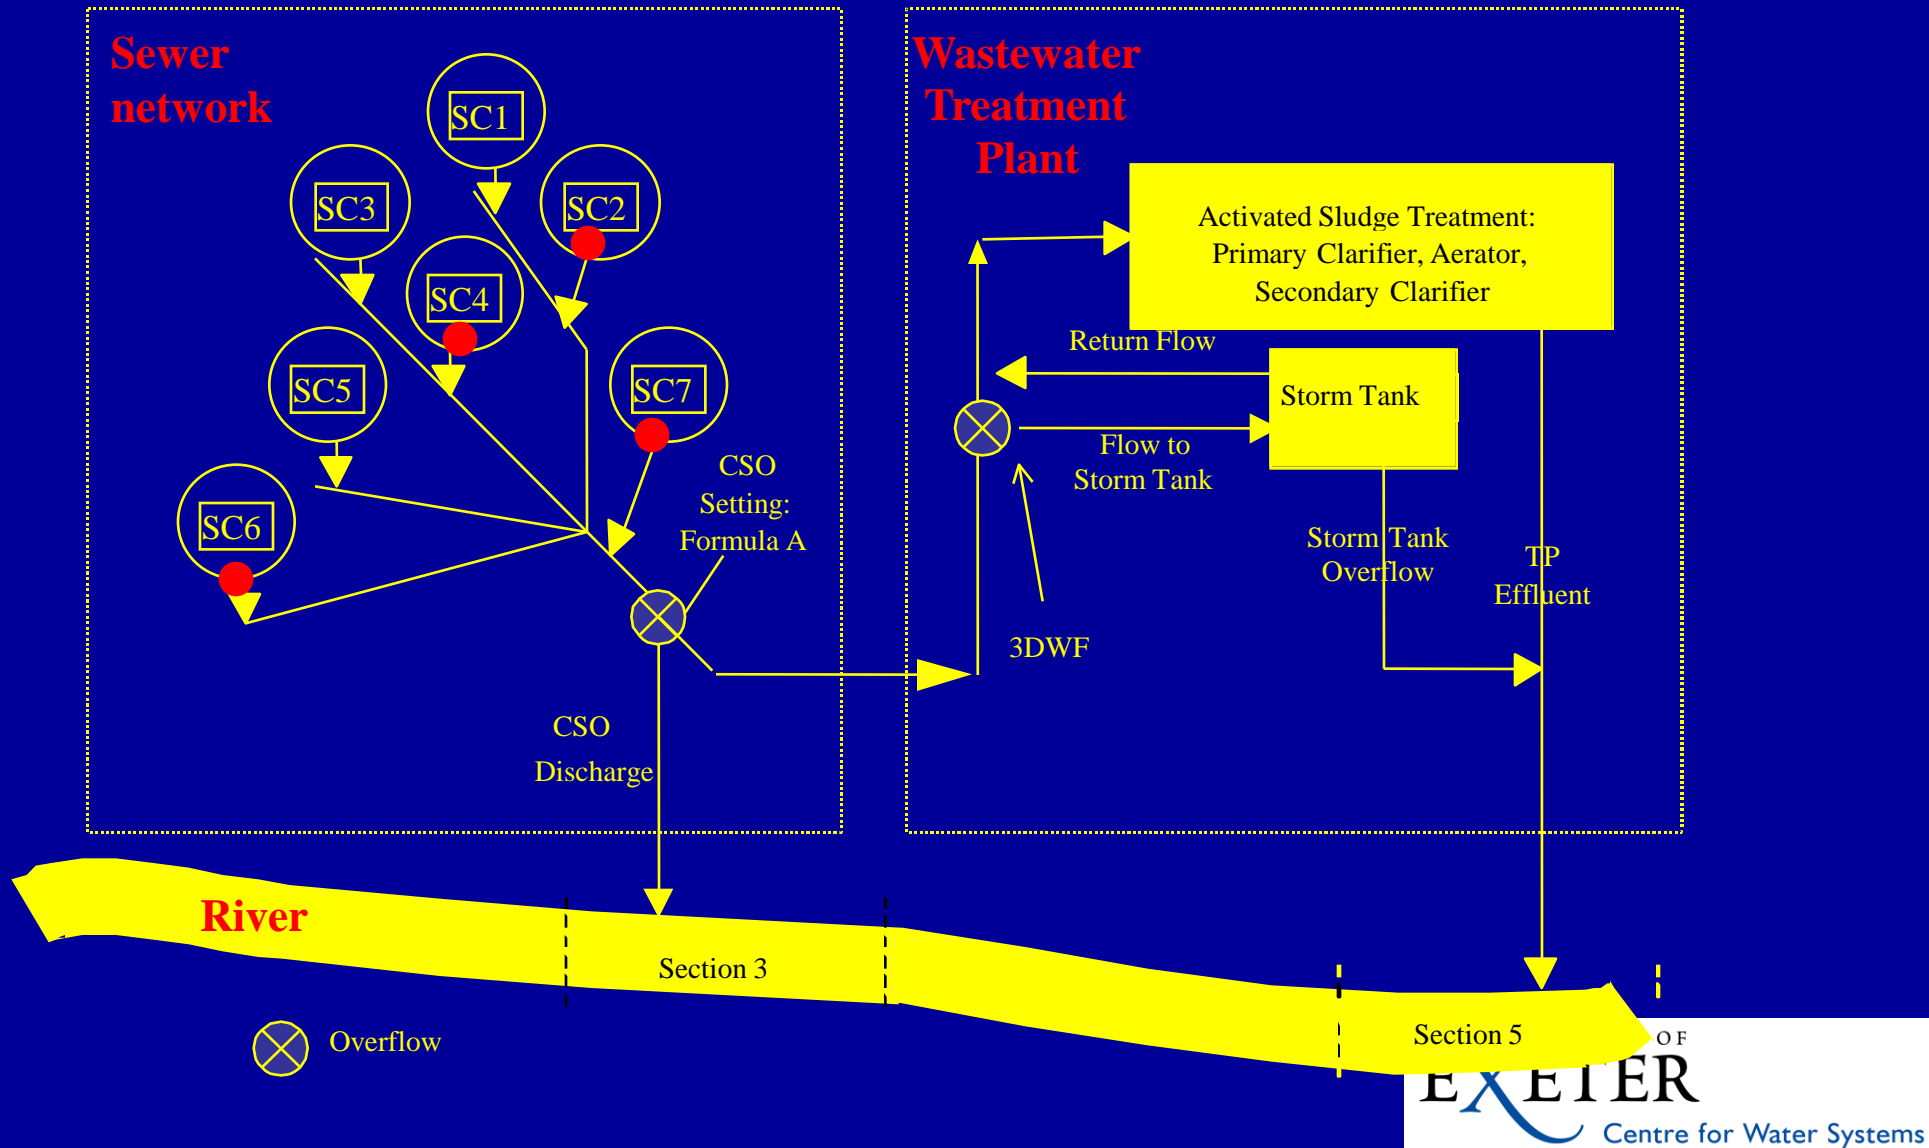 Sewer
network
SC1
SC3
SC2
SC4
SC5
SC7
SC6
CSO
Setting:
Formula A
CSO
Discharge
Wastewater
Treatment
Plant
Activated Sludge Treatment:
Primary Clarifier, Aerator,
Secondary Clarifier
Return Flow
Storm Tank
Flow to
Storm Tank
3DWF
Storm Tank
Overflow
TP
Effluent
River
Section 3
Section 5
Overflow
OF
EXETER
Centre for Water Systems